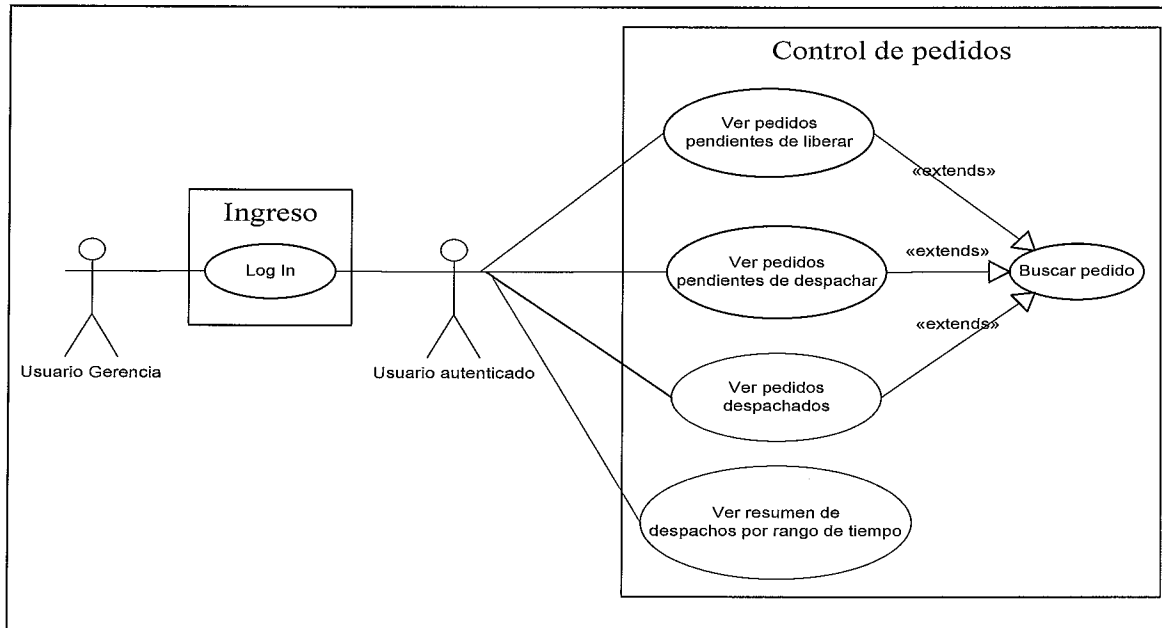 Control de pedidos
Ver pedidos
pendientes de liberar
«extends»
Ingreso
Log In
Ver pedidos
pendientes de despachar
«extends»
Buscar pedido
«extends»
Usuario Gerencia
Usuario autenticado
Ver pedidos
despachados
Ver resumen de
despachos por rango de tiempo